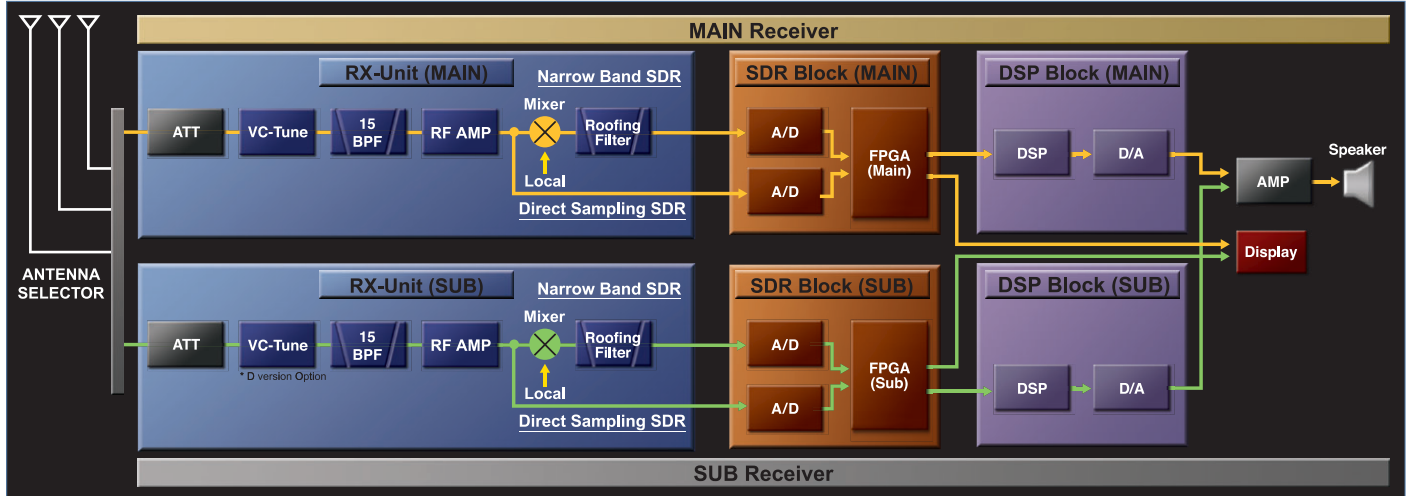 MAIN Receiver
RX-Unit (MAIN)
Narrow Band SDR
Mixer
ATT
VC-Tune
15
BPF
RF AMP
Roofing
Filter
Local
Direct Sampling SDR
SDR Block (MAIN)
A/D
A/D
FPGA
(Main)
DSP Block (MAIN)
DSP
D/A
Speaker
AMP
Display
ANTENNA
SELECTOR
RX-Unit (SUB)
Narrow Band SDR
Mixer
ATT
VC-Tune
* D version Option
15
BPF
RF AMP
Roofing
Filter
Local
Direct Sampling SDR
SDR Block (SUB)
A/D
A/D
FPGA
(Sub)
DSP Block (SUB)
DSP
D/A
SUB Receiver